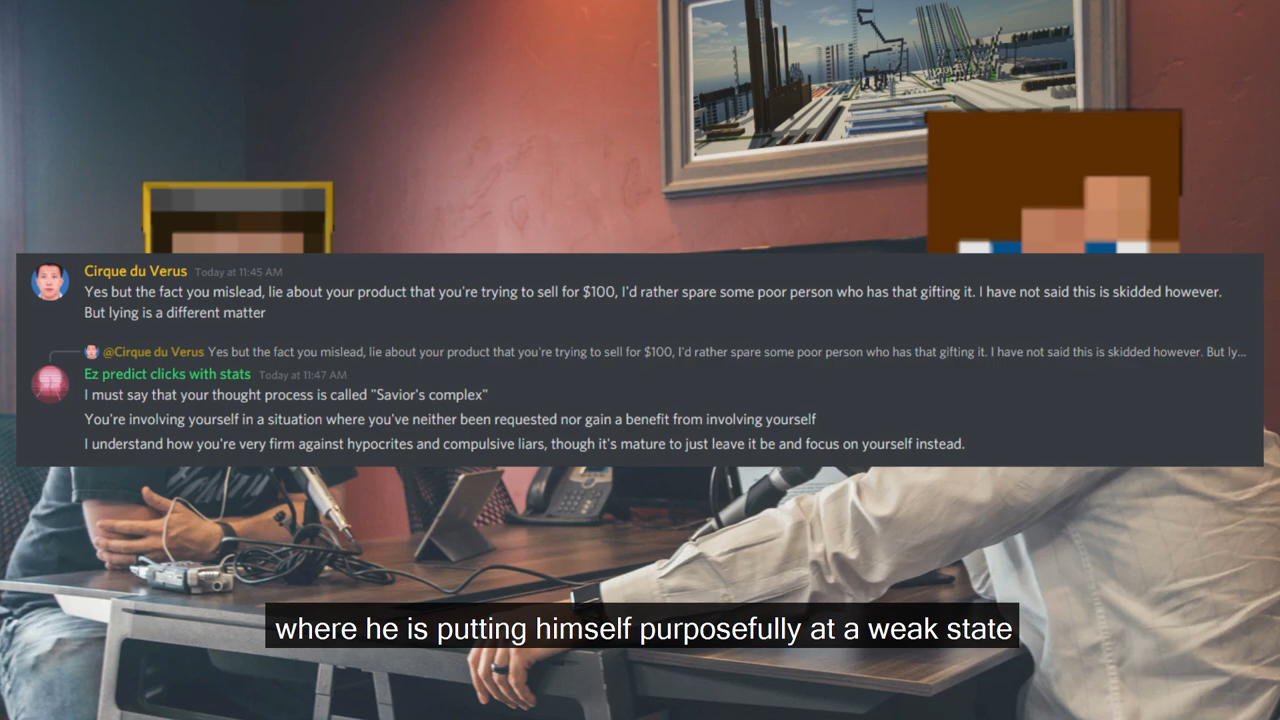 Cirque du Verus Today at 11:45 AM
Yes but the fact you mislead, lie about your product that you're trying to sell for $100, I'd rather spare some poor person who has that gifting it. I have not said this is skidded however.
But lying is a different matter
@Cirque du Verus Yes but the fact you mislead, lie about your product that you're trying to sell for $100, I'd rather spare some poor person who has that gifting it. I have not said this is skidded however. But ly...
Ez predict clicks with stats Today at 11:47 AM
I must say that your thought process is called "Savior's complex"
You're involving yourself in a situation where you've neither been requested nor gain a benefit from involving yourself
I understand how you're very firm against hypocrites and compulsive liars, though it's mature to just leave it be and focus on yourself instead.
where he is putting himself purposefully at a weak state